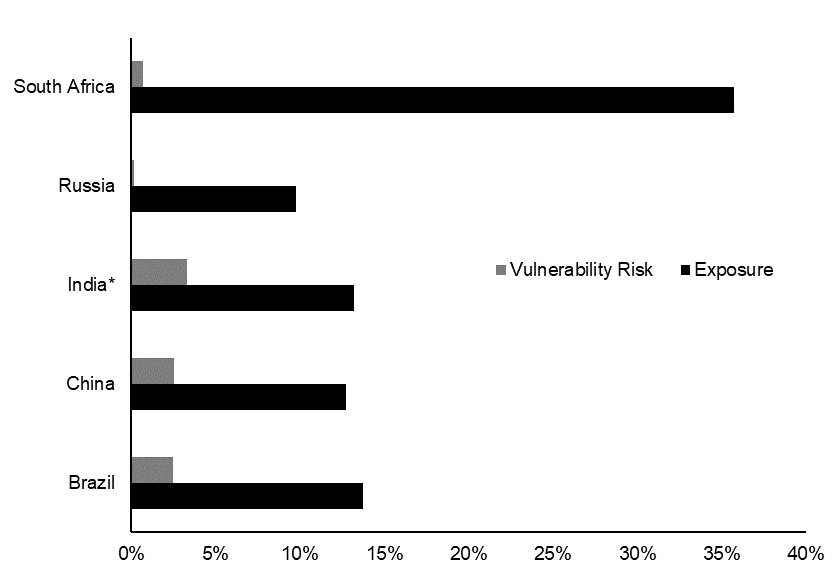 South Africa
Russia
India*
Vulnerability Risk Exposure
China
Brazil
0% 5% 10% 15% 20% 25% 30% 35% 40%